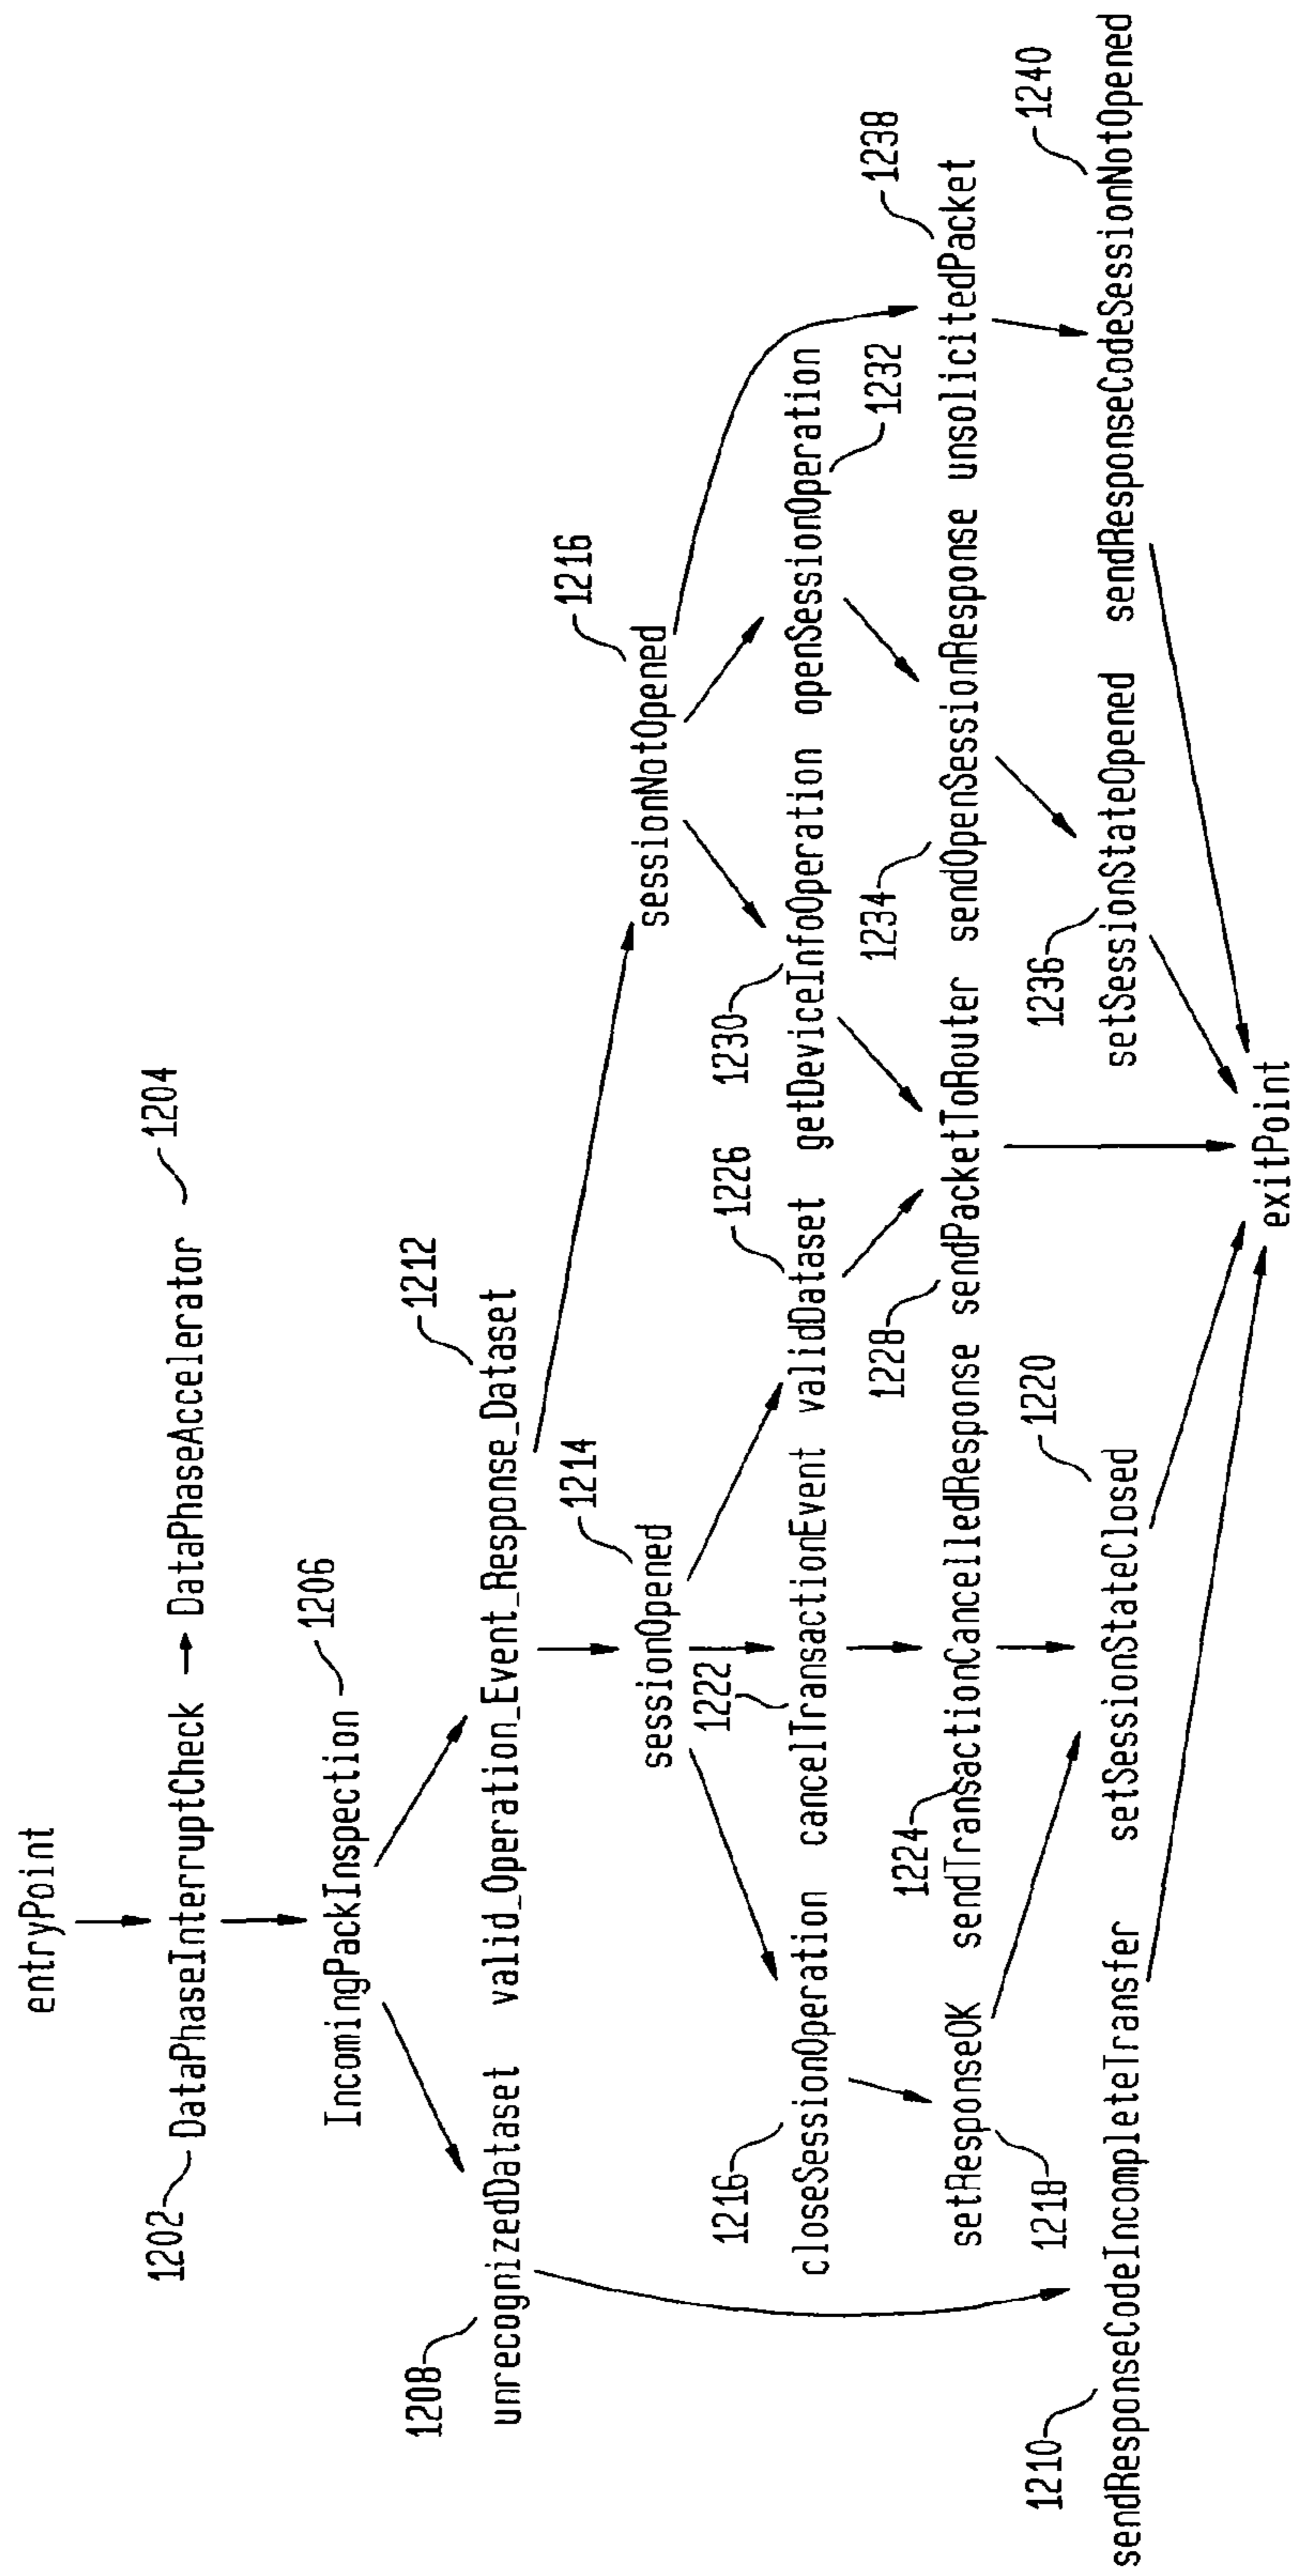 entryPoint
1202 DataPhaseInterruptCheck DataPhaseAccelerator 1204
IncomingPackInspection 1206
1208 unrecognizedDataset valid_Operation_Event_Response_Dataset 1212
sessionOpened 1214
sessionNotOpened 1216
1216 closeSessionOperation
1222 cancelTransactionEvent
validDataset 1226
1230 getDeviceInfoOperation
openSessionOperation 1232
setResponseOK 1218
1224 sendTransactionCancelledResponse
1228 sendPacketToRouter
1234 sendOpenSessionResponse
unsolicitedPacket 1238
1210 sendResponseCodeIncompleteTransfer
setSessionStateClosed 1220
1236 setSessionStateOpened
sendResponseCodeSessionNotOpened 1240
exitPoint